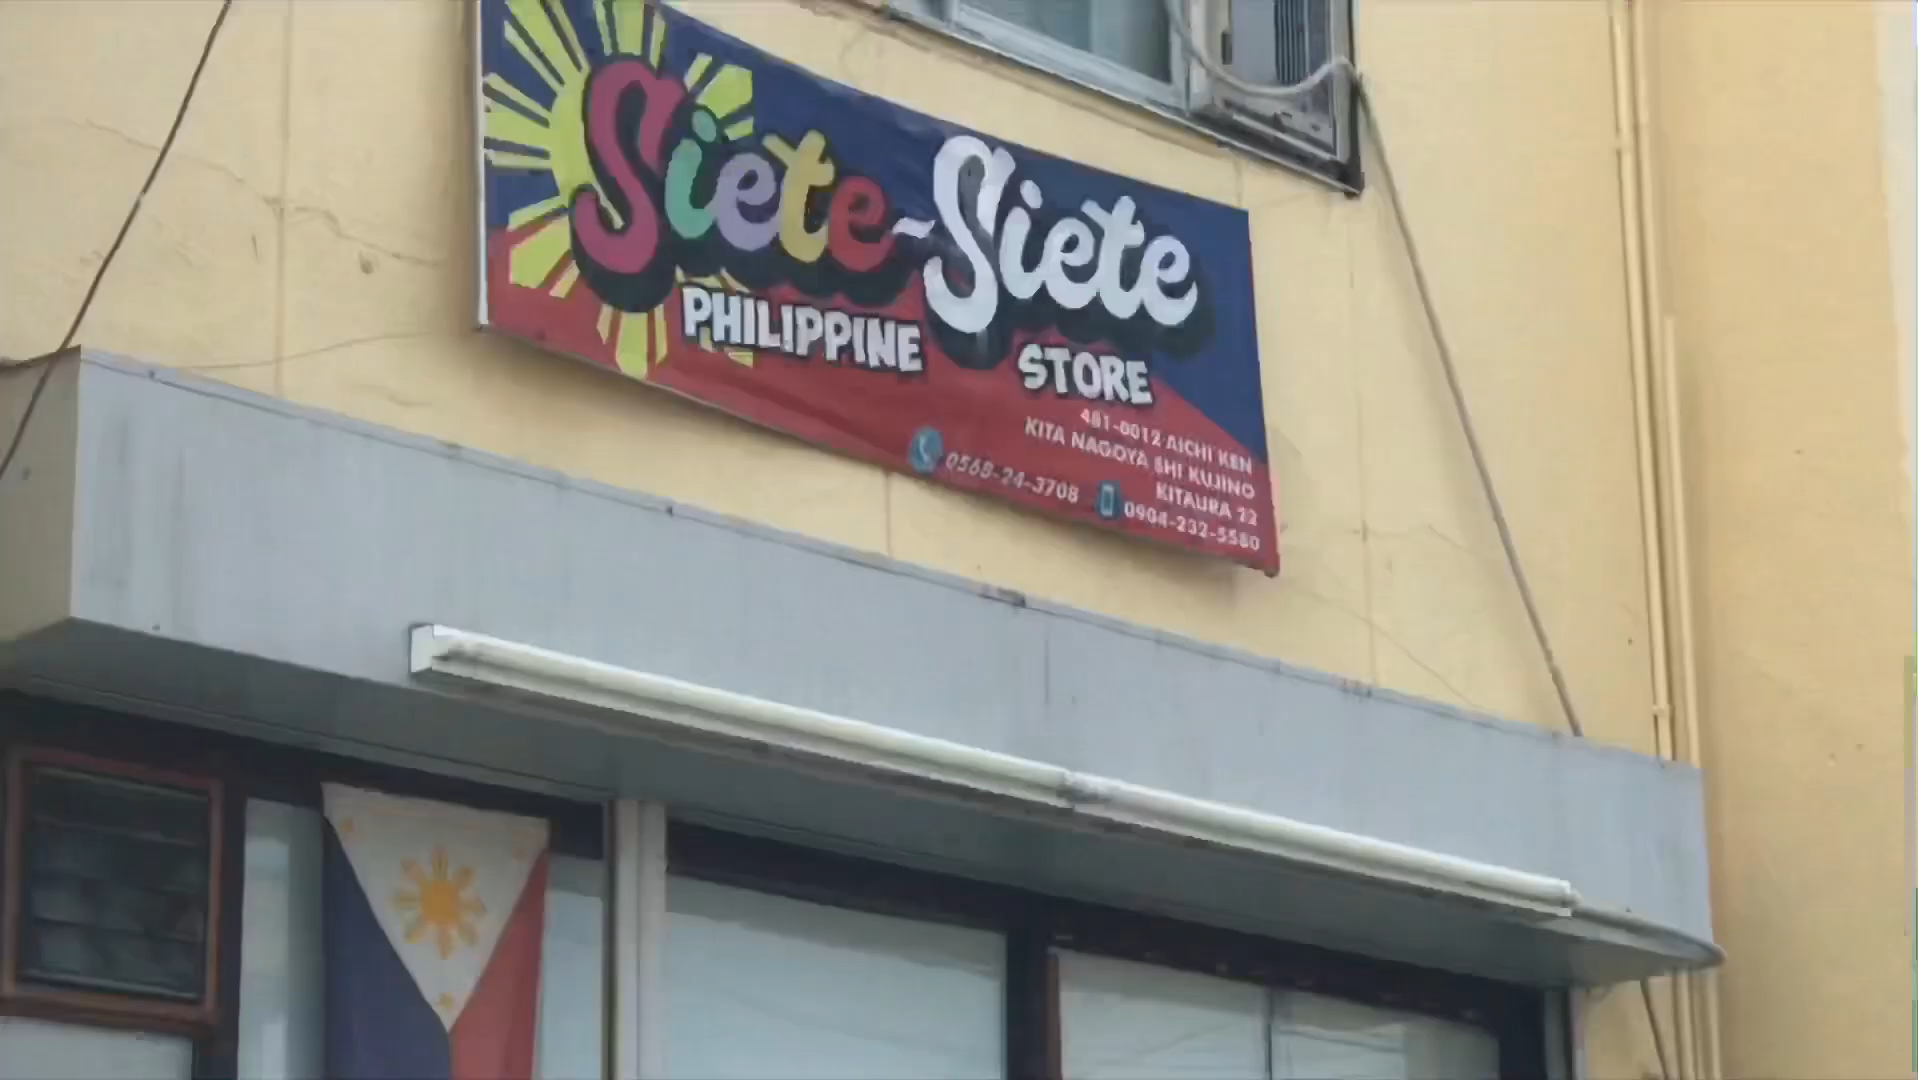 Siete-Siete
PHILIPPINE STORE
481-0012 AICHI KEN
KITA NAGOYA SHI KUJINO
KITAURA 22
0568-24-3708
0904-232-5580